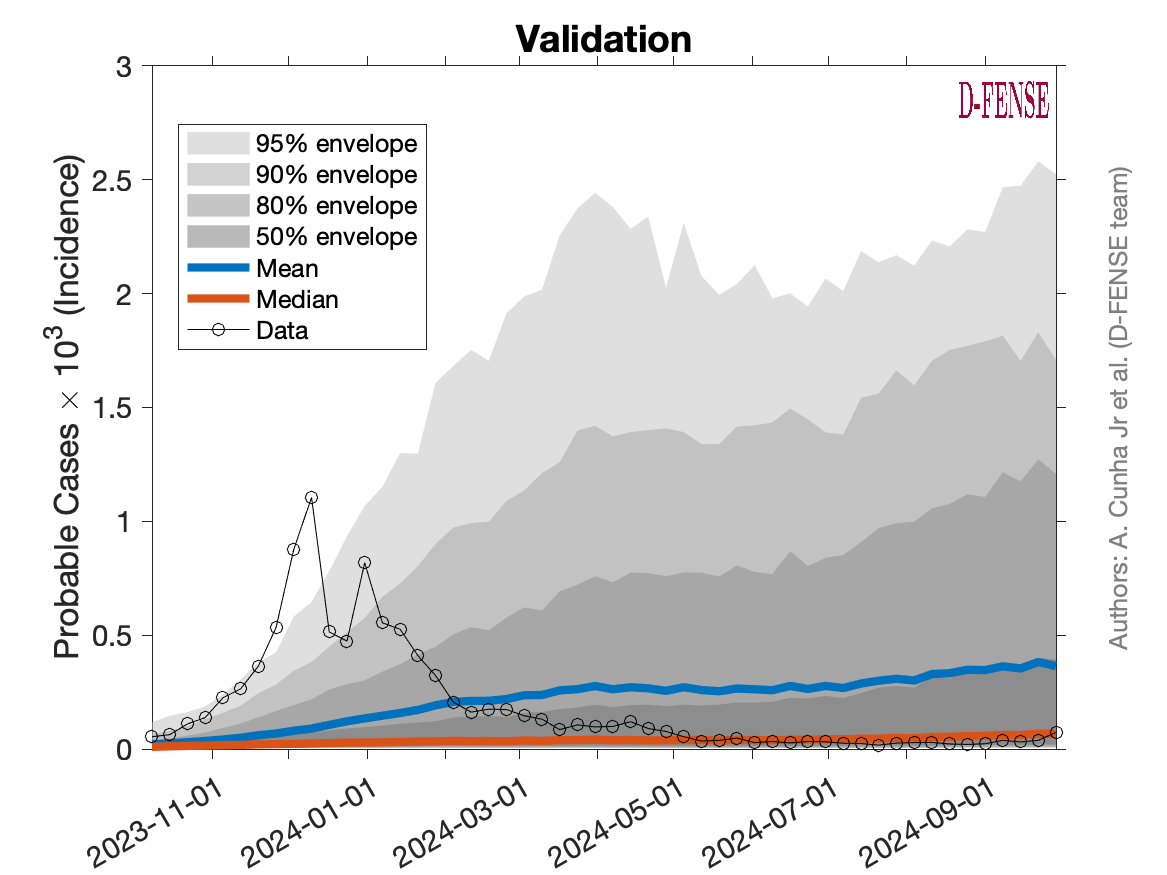 Validation
D-FENSE
95% envelope
90% envelope
80% envelope
50% envelope
Mean
Median
Data
Probable Cases × 10³ (Incidence)
3
2.5
2
1.5
1
0.5
0
2023-11-01
2024-01-01
2024-03-01
2024-05-01
2024-07-01
2024-09-01
Authors: A. Cunha Jr et al. (D-FENSE team)